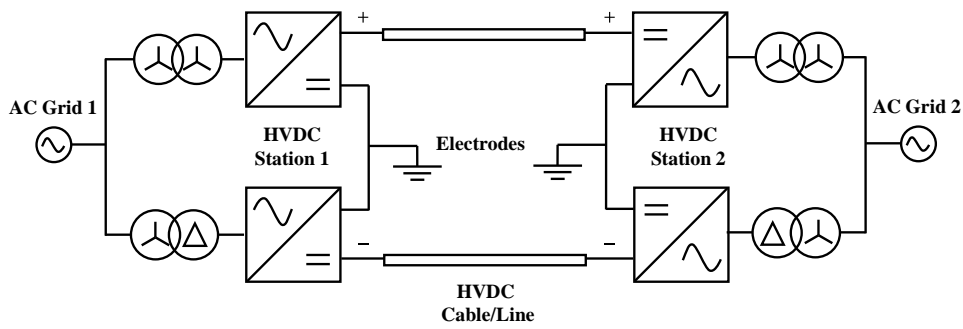 +
+
AC Grid 1
AC Grid 2
HVDC
Station 1
Electrodes
HVDC
Station 2
−
−
HVDC
Cable/Line